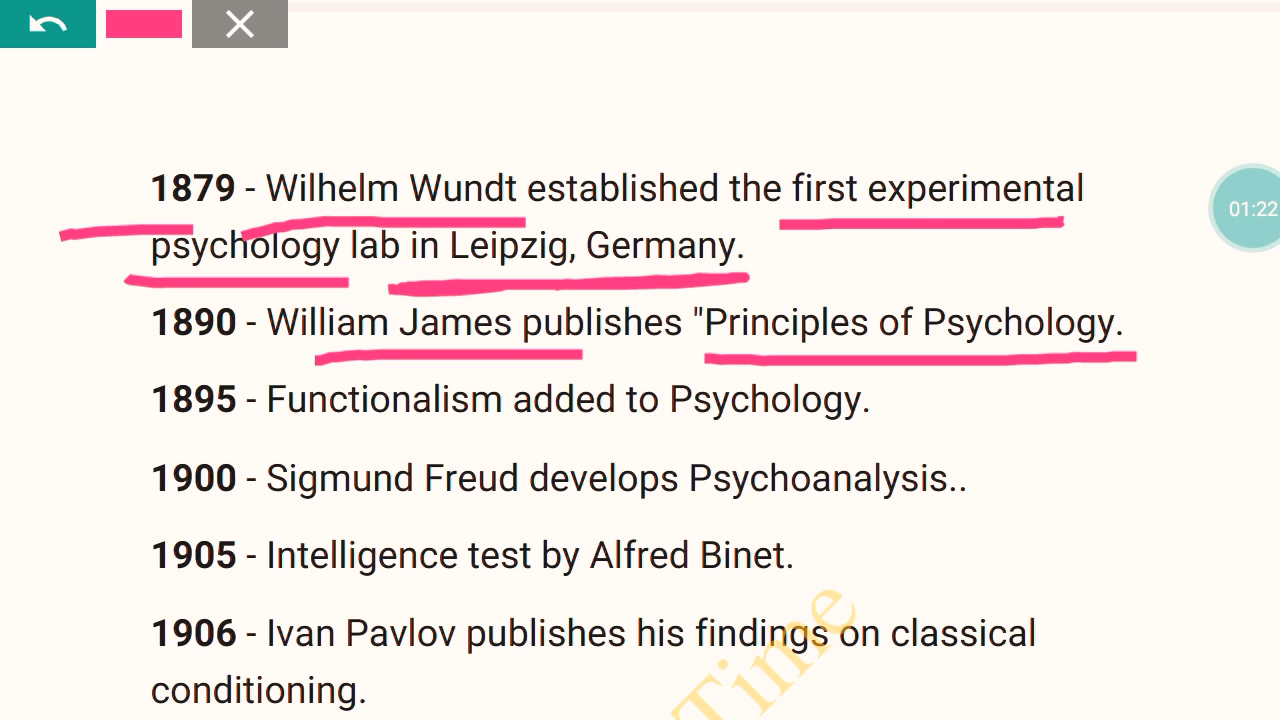 1879 - Wilhelm Wundt established the first experimental
psychology lab in Leipzig, Germany.
01:22
1890 - William James publishes "Principles of Psychology.
1895 - Functionalism added to Psychology.
1900 - Sigmund Freud develops Psychoanalysis..
1905 - Intelligence test by Alfred Binet.
1906 - Ivan Pavlov publishes his findings on classical
conditioning.
Time